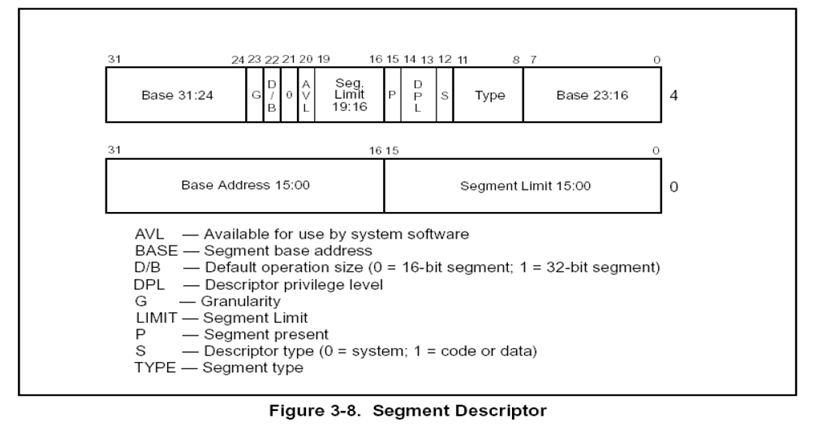 31 24 23 22 21 20 19 16 15 14 13 12 11 8 7 0
Base 31:24 G D/B 0 AVL Seg. Limit 19:16 P DPL S Type Base 23:16 4
31 16 15 0
Base Address 15:00 Segment Limit 15:00 0
AVL — Available for use by system software
BASE — Segment base address
D/B — Default operation size (0 = 16-bit segment; 1 = 32-bit segment)
DPL — Descriptor privilege level
G — Granularity
LIMIT — Segment Limit
P — Segment present
S — Descriptor type (0 = system; 1 = code or data)
TYPE — Segment type
Figure 3-8. Segment Descriptor